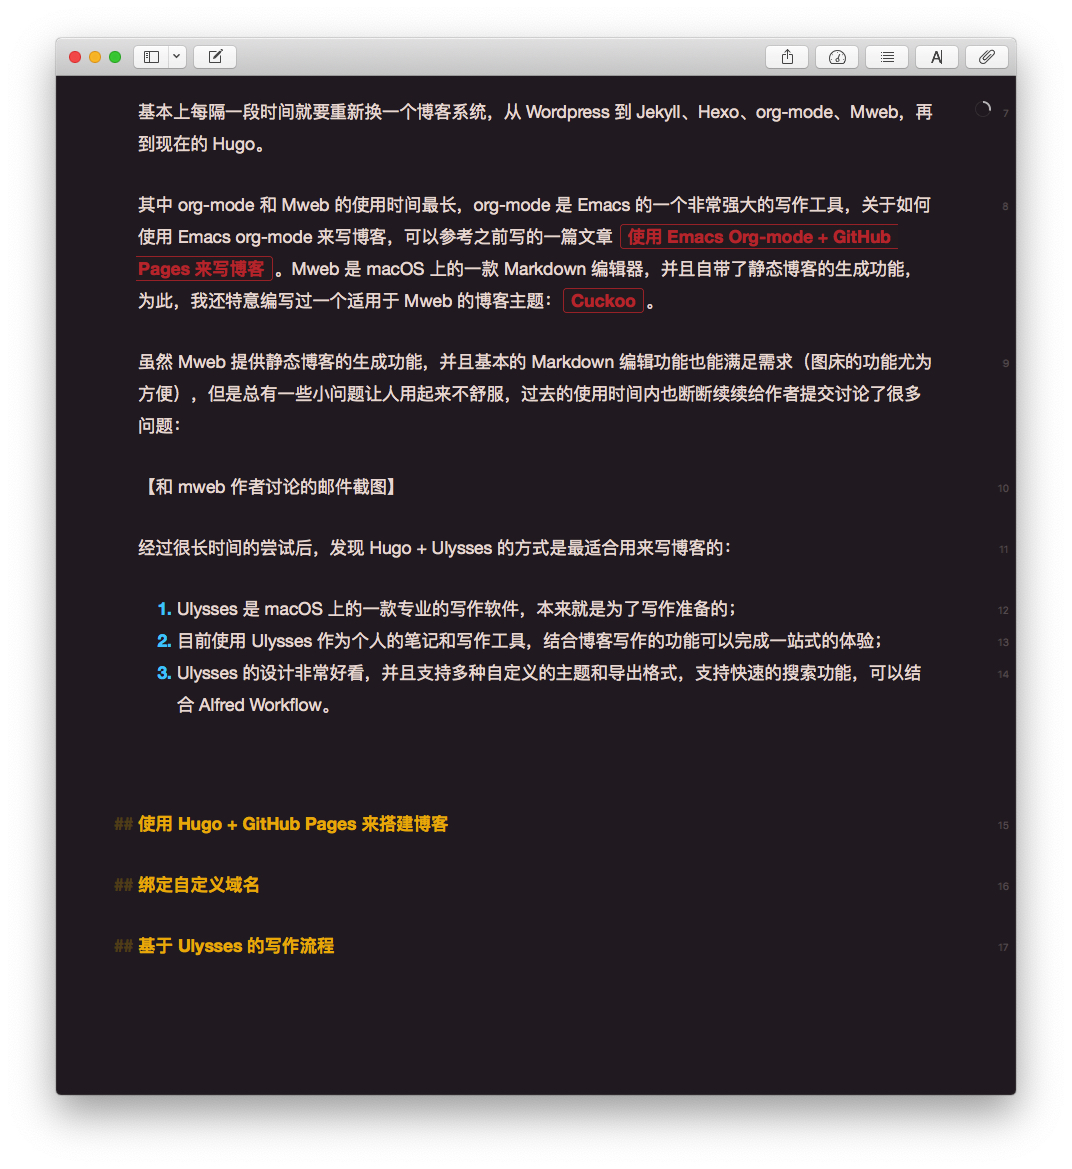 基本上每隔一段时间就要重新换一个博客系统，从 Wordpress 到 Jekyll、Hexo、org-mode、Mweb，再
7
到现在的 Hugo。
其中 org-mode 和 Mweb 的使用时间最长，org-mode 是 Emacs 的一个非常强大的写作工具，关于如何
8
使用 Emacs org-mode 来写博客，可以参考之前写的一篇文章 使用 Emacs Org-mode + GitHub
Pages 来写博客 。Mweb 是 macOS 上的一款 Markdown 编辑器，并且自带了静态博客的生成功能，
为此，我还特意编写过一个适用于 Mweb 的博客主题： Cuckoo 。
虽然 Mweb 提供静态博客的生成功能，并且基本的 Markdown 编辑功能也能满足需求（图床的功能尤为
9
方便），但是总有一些小问题让人用起来不舒服，过去的使用时间内也断断续续给作者提交讨论了很多
问题：
【和 mweb 作者讨论的邮件截图】
10
经过很长时间的尝试后，发现 Hugo + Ulysses 的方式是最适合用来写博客的：
11
1. Ulysses 是 macOS 上的一款专业的写作软件，本来就是为了写作准备的；
12
2. 目前使用 Ulysses 作为个人的笔记和写作工具，结合博客写作的功能可以完成一站式的体验；
13
3. Ulysses 的设计非常好看，并且支持多种自定义的主题和导出格式，支持快速的搜索功能，可以结
14
合 Alfred Workflow。
## 使用 Hugo + GitHub Pages 来搭建博客
15
## 绑定自定义域名
16
## 基于 Ulysses 的写作流程
17